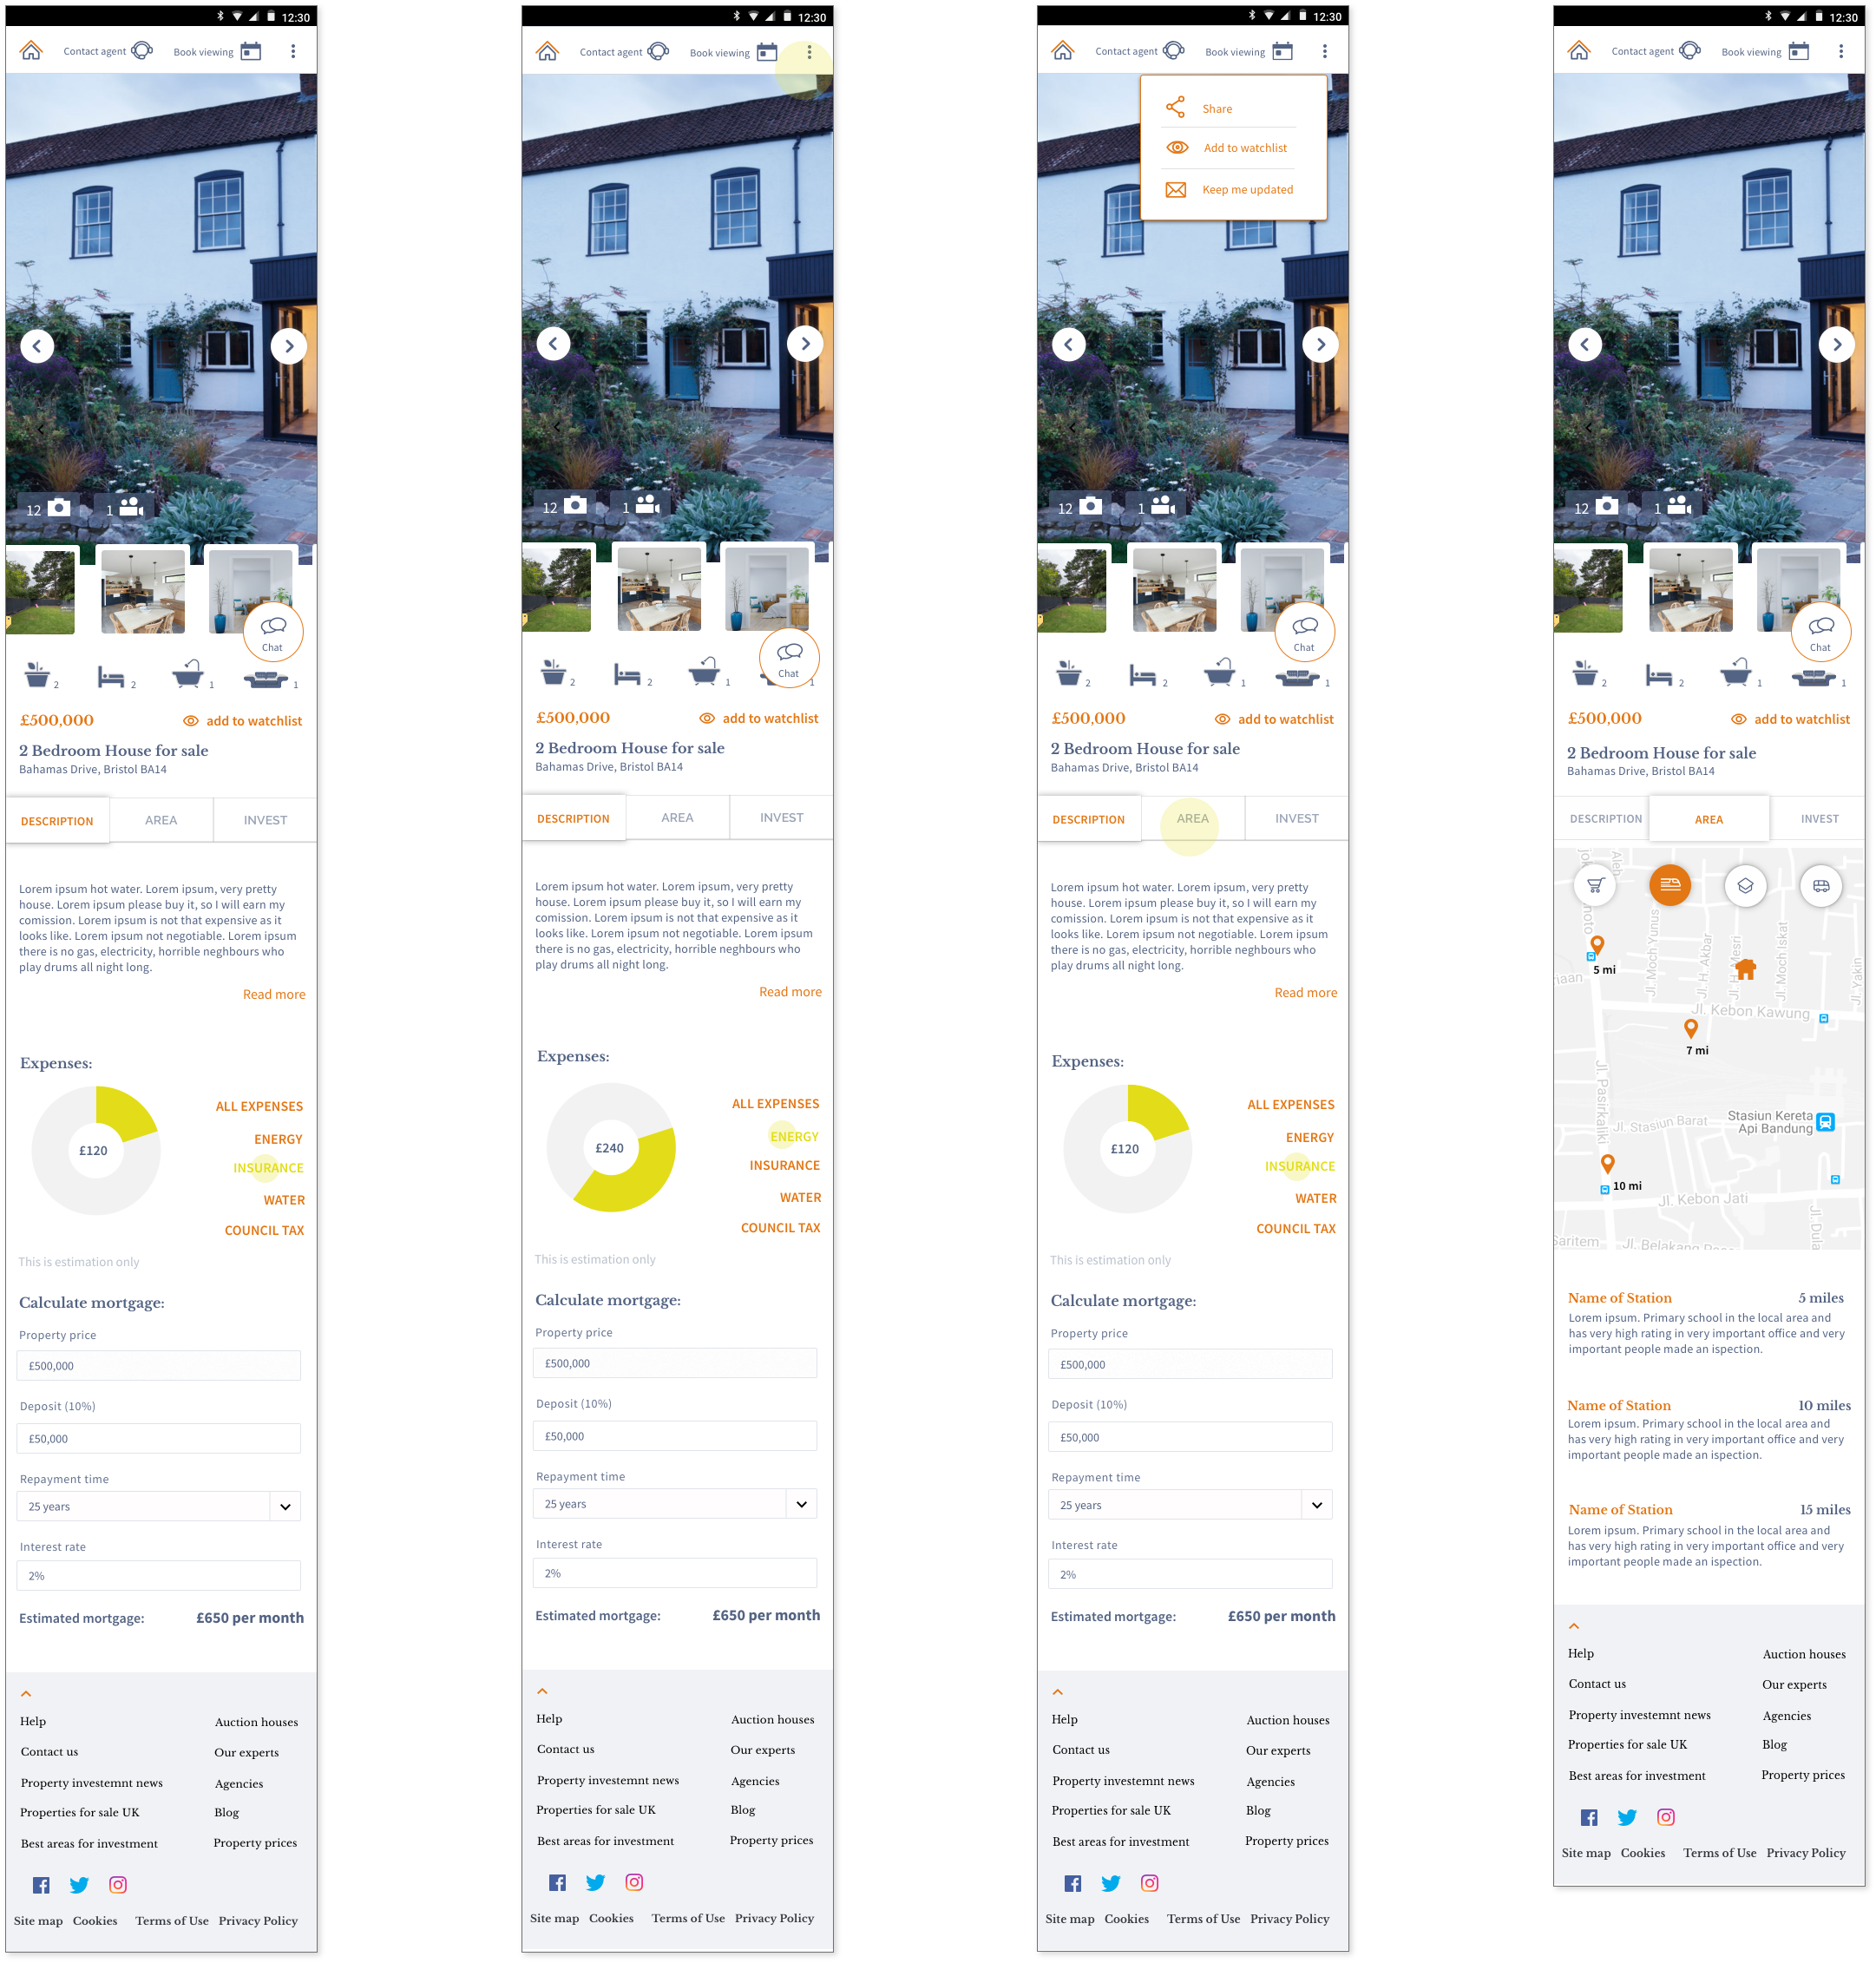 12:30
Contact agent
Book viewing
12
1
Chat
2
2
1
1
£500,000
add to watchlist
2 Bedroom House for sale
Bahamas Drive, Bristol BA14
DESCRIPTION
AREA
INVEST
Lorem ipsum hot water. Lorem ipsum, very pretty
house. Lorem ipsum please buy it, so I will earn my
comission. Lorem ipsum is not that expensive as it
looks like. Lorem ipsum not negotiable. Lorem ipsum
there is no gas, electricity, horrible neghbours who
play drums all night long.
Read more
Expenses:
£120
ALL EXPENSES
ENERGY
INSURANCE
WATER
COUNCIL TAX
This is estimation only
Calculate mortgage:
Property price
£500,000
Deposit (10%)
£50,000
Repayment time
25 years
Interest rate
2%
Estimated mortgage:
£650 per month
Help
Auction houses
Contact us
Our experts
Property investemnt news
Agencies
Properties for sale UK
Blog
Best areas for investment
Property prices
Site map
Cookies
Terms of Use
Privacy Policy
12:30
Contact agent
Book viewing
12
1
2
2
1
1
Chat
£500,000
add to watchlist
2 Bedroom House for sale
Bahamas Drive, Bristol BA14
DESCRIPTION
AREA
INVEST
Lorem ipsum hot water. Lorem ipsum, very pretty
house. Lorem ipsum please buy it, so I will earn my
comission. Lorem ipsum is not that expensive as it
looks like. Lorem ipsum not negotiable. Lorem ipsum
there is no gas, electricity, horrible neghbours who
play drums all night long.
Read more
Expenses:
£240
ALL EXPENSES
ENERGY
INSURANCE
WATER
COUNCIL TAX
This is estimation only
Calculate mortgage:
Property price
£500,000
Deposit (10%)
£50,000
Repayment time
25 years
Interest rate
2%
Estimated mortgage:
£650 per month
Help
Auction houses
Contact us
Our experts
Property investemnt news
Agencies
Properties for sale UK
Blog
Best areas for investment
Property prices
Site map
Cookies
Terms of Use
Privacy Policy
12:30
Contact agent
Book viewing
Share
Add to watchlist
Keep me updated
12
1
Chat
2
2
1
1
£500,000
add to watchlist
2 Bedroom House for sale
Bahamas Drive, Bristol BA14
DESCRIPTION
AREA
INVEST
Lorem ipsum hot water. Lorem ipsum, very pretty
house. Lorem ipsum please buy it, so I will earn my
comission. Lorem ipsum is not that expensive as it
looks like. Lorem ipsum not negotiable. Lorem ipsum
there is no gas, electricity, horrible neghbours who
play drums all night long.
Read more
Expenses:
£120
ALL EXPENSES
ENERGY
INSURANCE
WATER
COUNCIL TAX
This is estimation only
Calculate mortgage:
Property price
£500,000
Deposit (10%)
£50,000
Repayment time
25 years
Interest rate
2%
Estimated mortgage:
£650 per month
Help
Auction houses
Contact us
Our experts
Property investemnt news
Agencies
Properties for sale UK
Blog
Best areas for investment
Property prices
Site map
Cookies
Terms of Use
Privacy Policy
12:30
Contact agent
Book viewing
12
1
Chat
2
2
1
1
£500,000
add to watchlist
2 Bedroom House for sale
Bahamas Drive, Bristol BA14
DESCRIPTION
AREA
INVEST
Jl. Moch Yunus
Jl. H. Akbar
Jl. H. Mesri
Jl. Moch Iskat
Jl. Yakin
5 mi
Jl. Kebon Kawung
7 mi
Jl. Pasirkaliki
Jl. Stasiun Barat
Stasiun Kereta
Api Bandung
10 mi
Jl. Kebon Jati
Saritem
Jl. Belakang
Name of Station
5 miles
Lorem ipsum. Primary school in the local area and
has very high rating in very important office and very
important people made an ispection.
Name of Station
10 miles
Lorem ipsum. Primary school in the local area and
has very high rating in very important office and very
important people made an ispection.
Name of Station
15 miles
Lorem ipsum. Primary school in the local area and
has very high rating in very important office and very
important people made an ispection.
Help
Auction houses
Contact us
Our experts
Property investemnt news
Agencies
Properties for sale UK
Blog
Best areas for investment
Property prices
Site map
Cookies
Terms of Use
Privacy Policy